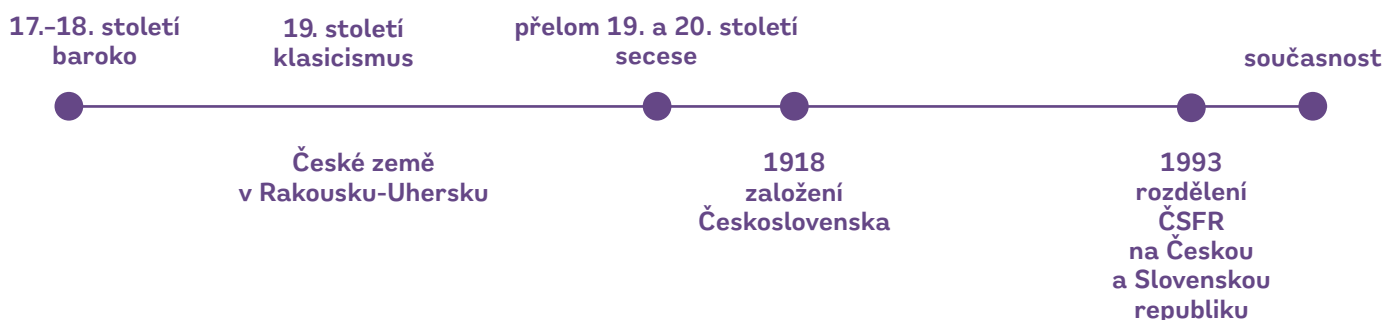 17.–18. století
baroko
19. století
klasicismus
přelom 19. a 20. století
secese
současnost
České země
v Rakousku-Uhersku
1918
založení
Československa
1993
rozdělení
ČSFR
na Českou
a Slovenskou
republiku